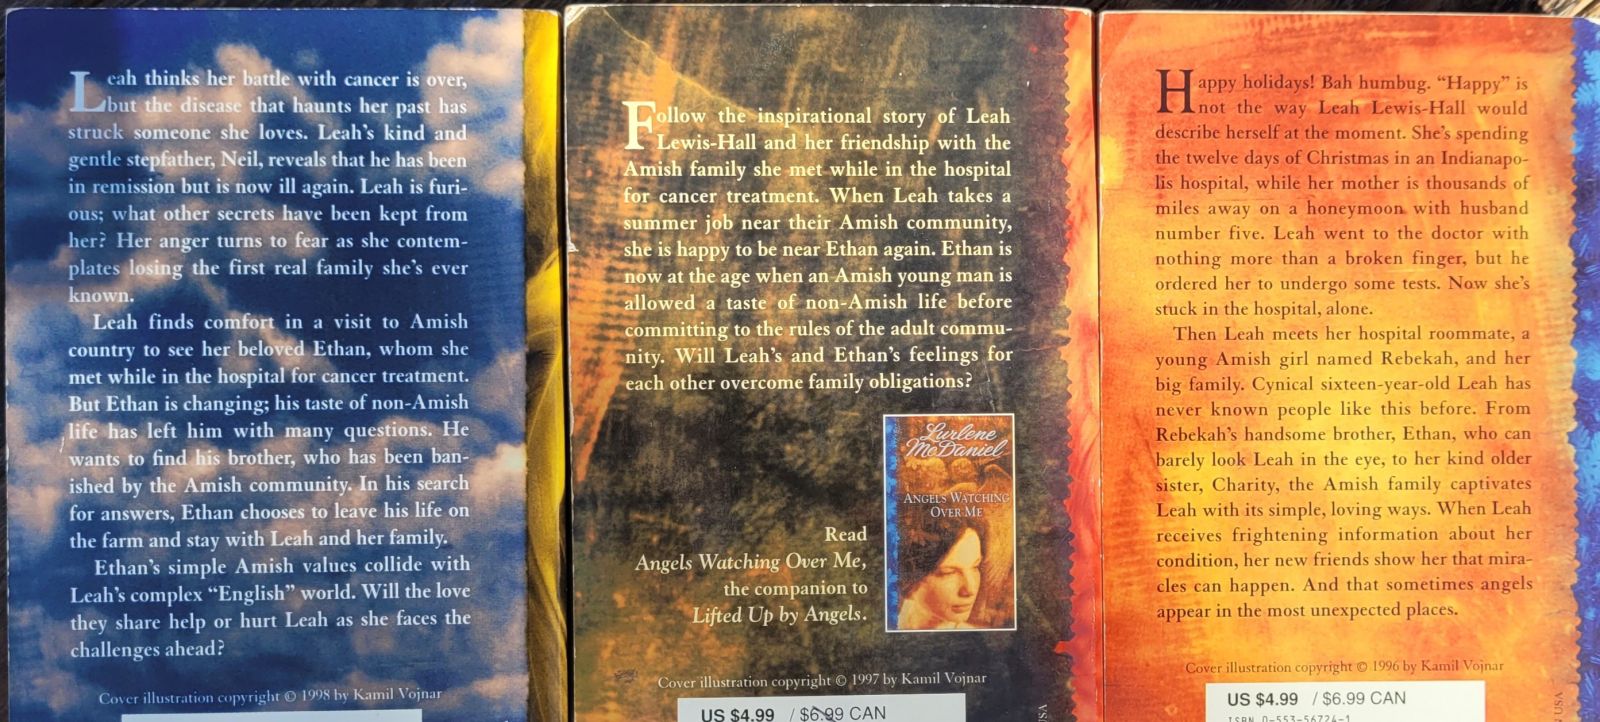 Leah thinks her battle with cancer is over,
but the disease that haunts her past has
struck someone she loves. Leah's kind and
gentle stepfather, Neil, reveals that he has been
in remission but is now ill again. Leah is furi-
ous; what other secrets have been kept from
her? Her anger turns to fear as she contem-
plates losing the first real family she's ever
known.
Leah finds comfort in a visit to Amish
country to see her beloved Ethan, whom she
met while in the hospital for cancer treatment.
But Ethan is changing; his taste of non-Amish
life has left him with many questions. He
wants to find his brother, who has been ban-
ished by the Amish community. In his search
for answers, Ethan chooses to leave his life on
the farm and stay with Leah and her family.
Ethan's simple Amish values collide with
Leah's complex “English” world. Will the love
they share help or hurt Leah as she faces the
challenges ahead?
Cover illustration copyright © 1998 by Kamil Vojnar
Follow the inspirational story of Leah
Lewis-Hall and her friendship with the
Amish family she met while in the hospital
for cancer treatment. When Leah takes a
summer job near their Amish community,
she is happy to be near Ethan again. Ethan is
now at the age when an Amish young man is
allowed a taste of non-Amish life before
committing to the rules of the adult commu-
nity. Will Leah's and Ethan's feelings for
each other overcome family obligations?
Lurlene
McDaniel
ANGELS WATCHING
OVER ME
Read
Angels Watching Over Me,
the companion to
Lifted Up by Angels.
Cover illustration copyright © 1997 by Kamil Vojnar
US $4.99 / $6.99 CAN
USA
Happy holidays! Bah humbug. “Happy” is
not the way Leah Lewis-Hall would
describe herself at the moment. She's spending
the twelve days of Christmas in an Indianapo-
lis hospital, while her mother is thousands of
miles away on a honeymoon with husband
number five. Leah went to the doctor with
nothing more than a broken finger, but he
ordered her to undergo some tests. Now she's
stuck in the hospital, alone.
Then Leah meets her hospital roommate, a
young Amish girl named Rebekah, and her
big family. Cynical sixteen-year-old Leah has
never known people like this before. From
Rebekah's handsome brother, Ethan, who can
barely look Leah in the eye, to her kind older
sister, Charity, the Amish family captivates
Leah with its simple, loving ways. When Leah
receives frightening information about her
condition, her new friends show her that mira-
cles can happen. And that sometimes angels
appear in the most unexpected places.
Cover illustration copyright © 1996 by Kamil Vojnar
US $4.99 / $6.99 CAN
ISBN 0-553-56724-1
USA